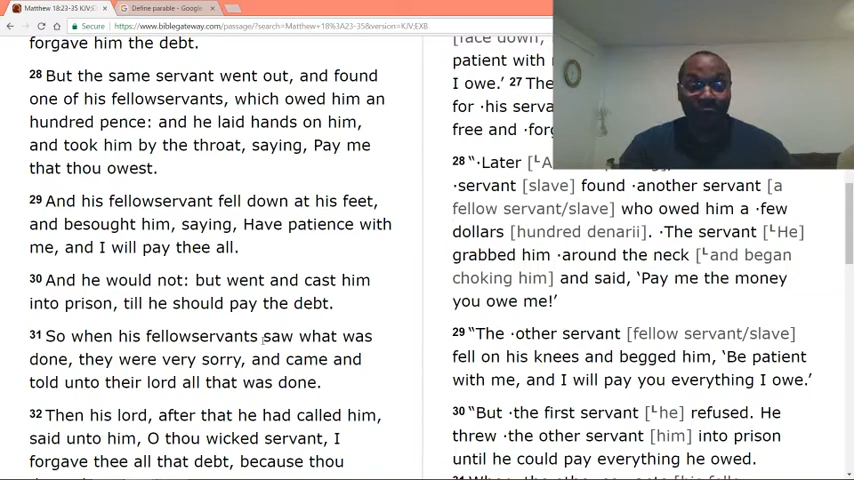 Matthew 18:23-35 KJV;EXB
Define parable - Google
Secure
https://www.biblegateway.com/passage/?search=Matthew+18%3A23-35&version=KJV;EXB
forgave him the debt.
28 But the same servant went out, and found
one of his fellowservants, which owed him an
hundred pence: and he laid hands on him,
and took him by the throat, saying, Pay me
that thou owest.
29 And his fellowservant fell down at his feet,
and besought him, saying, Have patience with
me, and I will pay thee all.
30 And he would not: but went and cast him
into prison, till he should pay the debt.
31 So when his fellowservants saw what was
done, they were very sorry, and came and
told unto their lord all that was done.
32 Then his lord, after that he had called him,
said unto him, O thou wicked servant, I
forgave thee all that debt, because thou
[face down,
patient with
I owe.’ 27 The
for ·his serva
free and ·forg
28 “·Later [L
·servant [slave] found ·another servant [a
fellow servant/slave] who owed him a ·few
dollars [hundred denarii]. ·The servant [LHe]
grabbed him ·around the neck [Land began
choking him] and said, ‘Pay me the money
you owe me!’
29 “The ·other servant [fellow servant/slave]
fell on his knees and begged him, ‘Be patient
with me, and I will pay you everything I owe.’
30 “But ·the first servant [Lhe] refused. He
threw ·the other servant [him] into prison
until he could pay everything he owed.